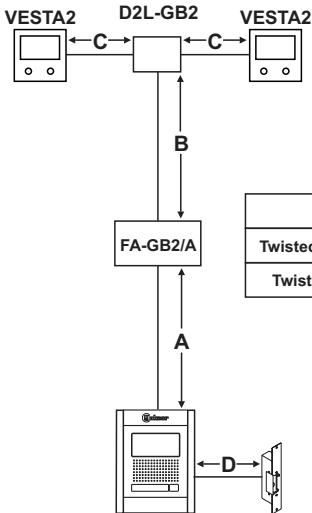 D2L-GB2
VESTA2 VESTA2
C C
B
FA-GB2/A
Twisted
Twist
A
D